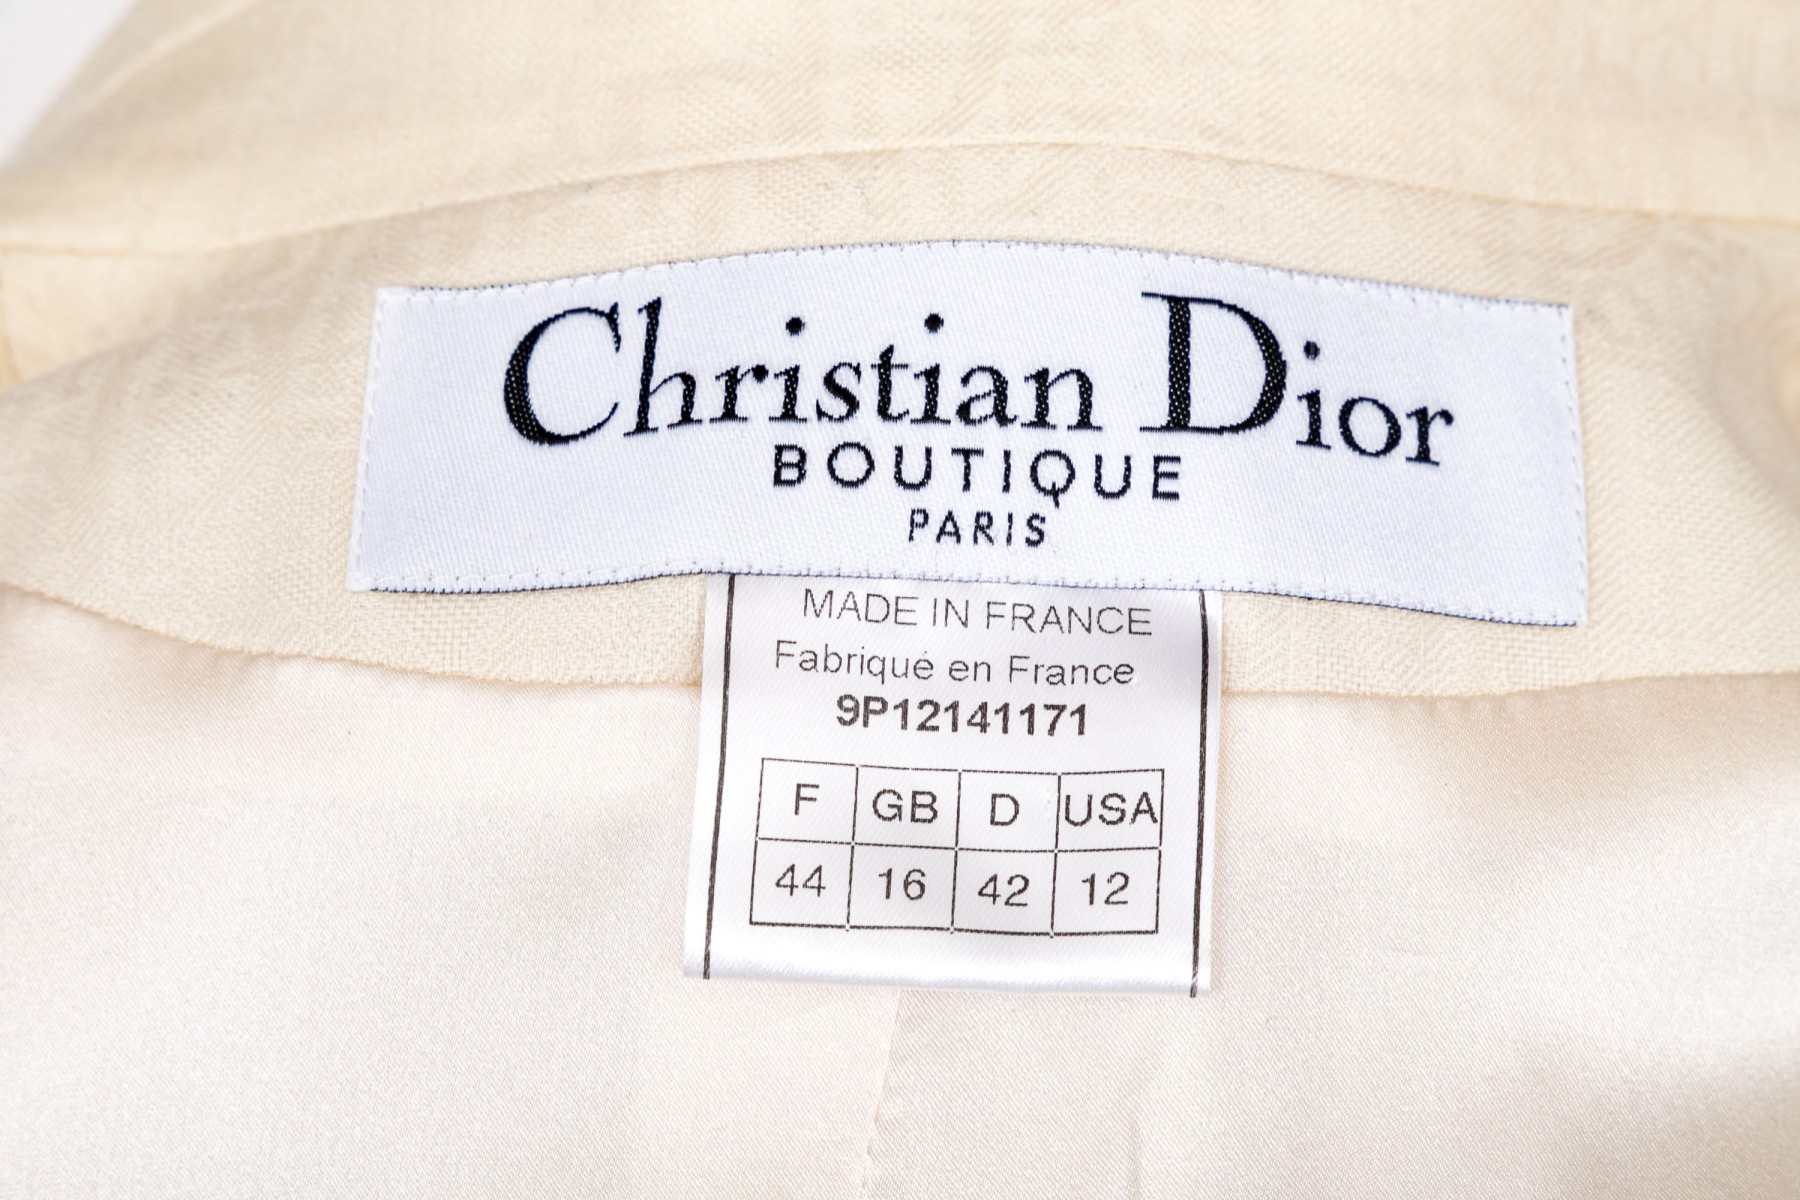 Christian Dior
BOUTIQUE
PARIS
MADE IN FRANCE
Fabriqué en France
9P12141171
F GB D USA
44 16 42 12